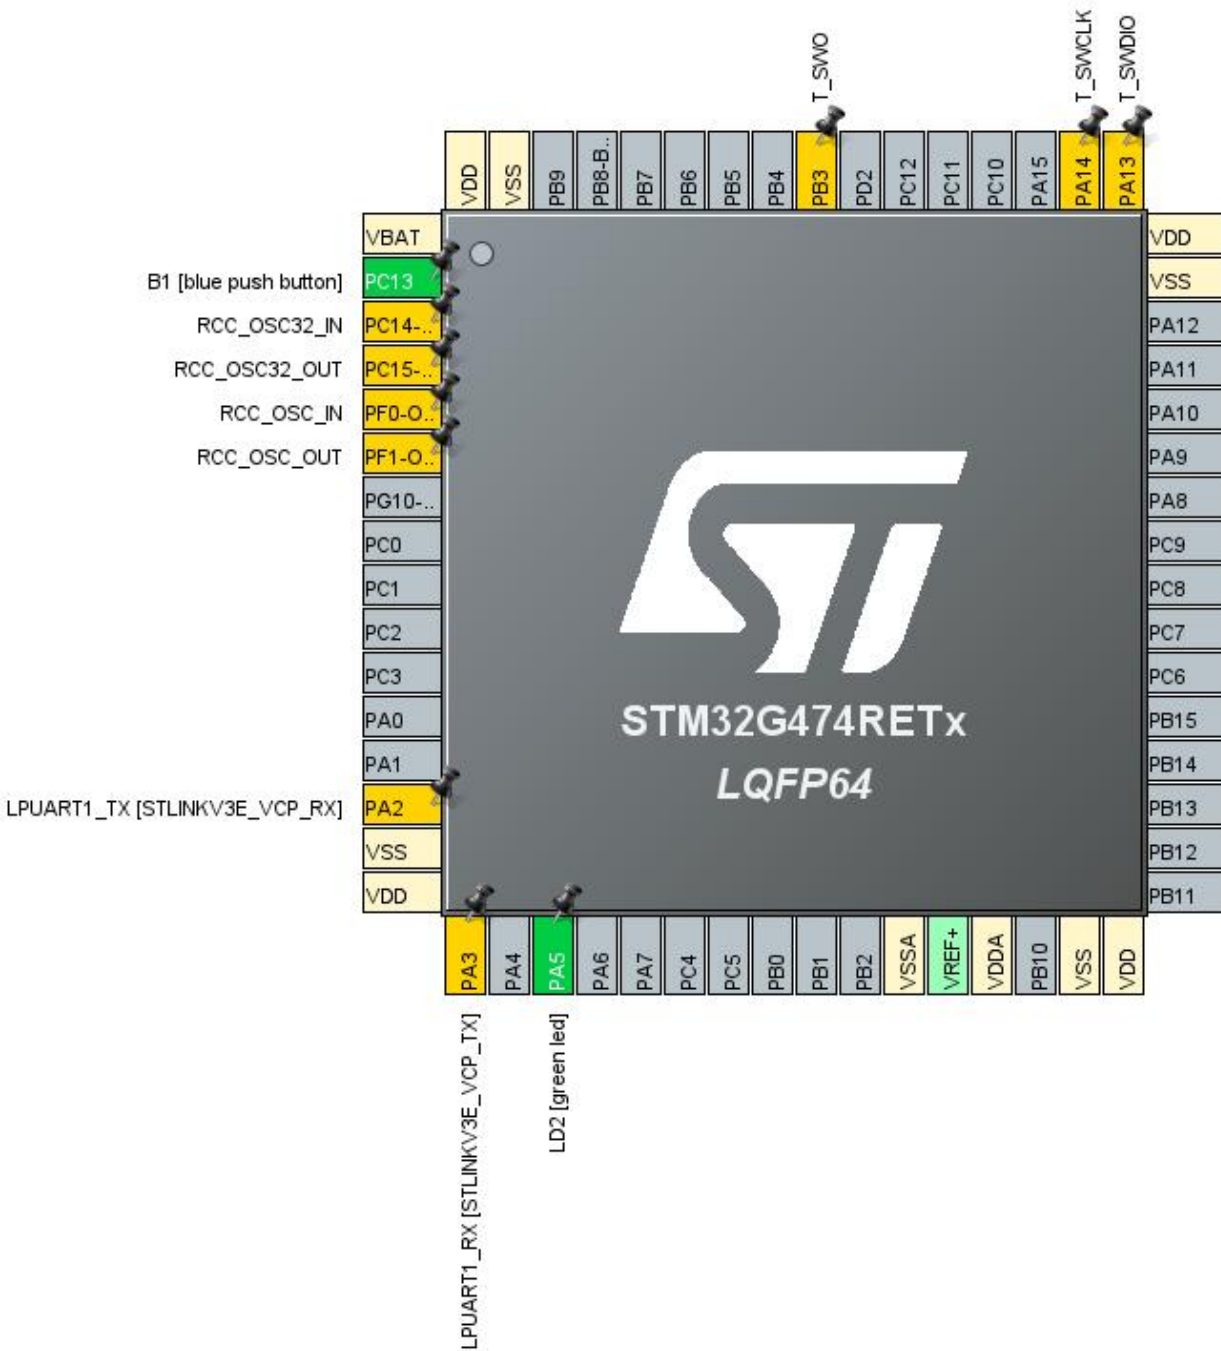 T_SWO
T_SWCLK
T_SWDIO
VDD
VSS
PB9
PB8-B..
PB7
PB6
PB5
PB4
PB3
PD2
PC12
PC11
PC10
PA15
PA14
PA13
VBAT
B1 [blue push button] PC13
RCC_OSC32_IN PC14-..
RCC_OSC32_OUT PC15-..
RCC_OSC_IN PF0-O..
RCC_OSC_OUT PF1-O..
PG10-..
PC0
PC1
PC2
PC3
PA0
PA1
LPUART1_TX [STLINKV3E_VCP_RX] PA2
VSS
VDD
ST
STM32G474RETx
LQFP64
VDD
VSS
PA12
PA11
PA10
PA9
PA8
PC9
PC8
PC7
PC6
PB15
PB14
PB13
PB12
PB11
PA3
PA4
PA5
PA6
PA7
PC4
PC5
PB0
PB1
PB2
VSSA
VREF+
VDDA
PB10
VSS
VDD
LPUART1_RX [STLINKV3E_VCP_TX]
LD2 [green led]